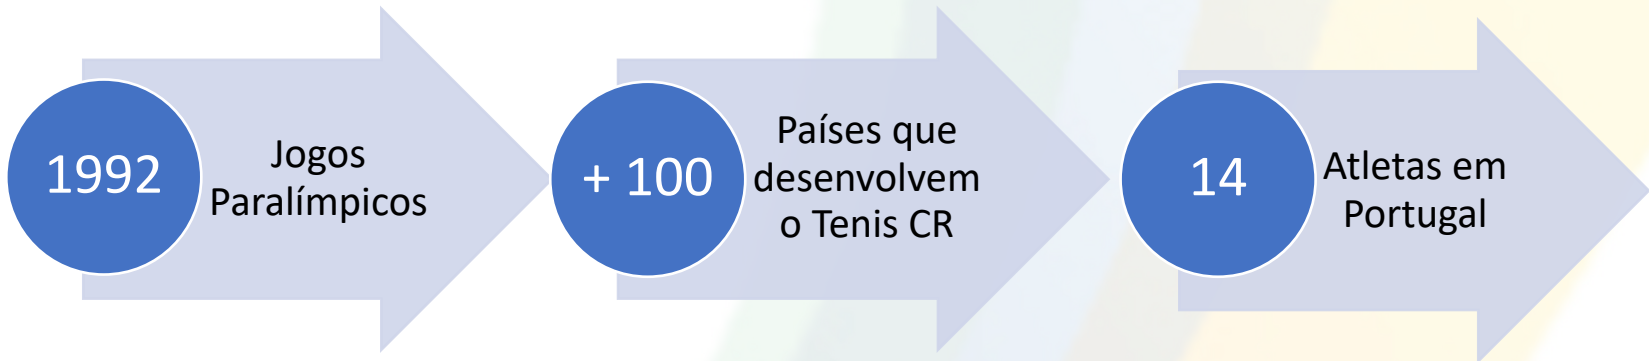 1992
Jogos
Paralímpicos
+ 100
Países que
desenvolvem
o Tenis CR
14
Atletas em
Portugal